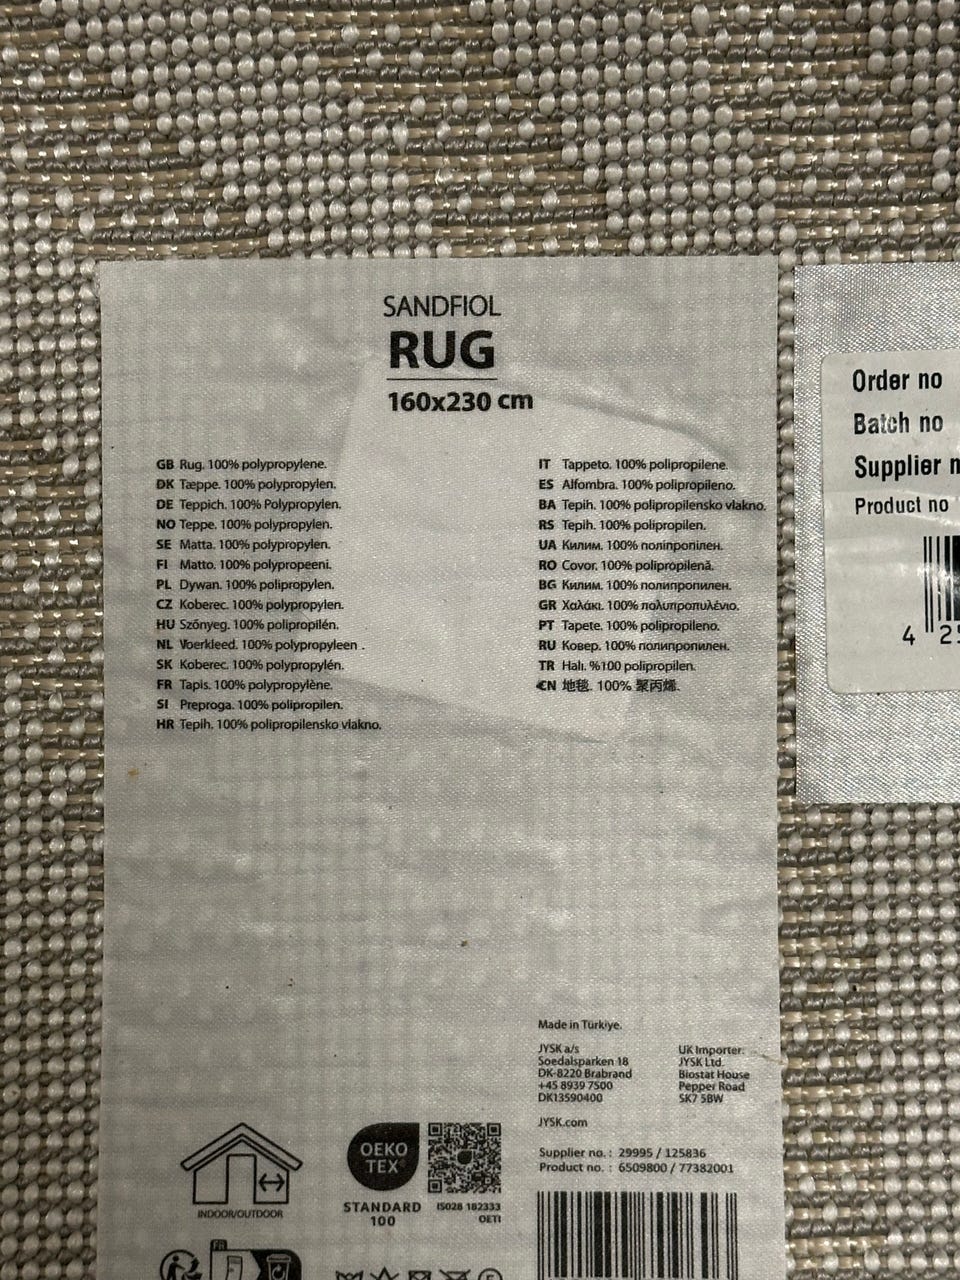 SANDFIOL
RUG
160x230 cm
GB Rug. 100% polypropylene.
DK Tæppe. 100% polypropylen.
DE Teppich. 100% Polypropylen.
NO Teppe. 100% polypropylen.
SE Matta. 100% polypropylen.
FI Matto. 100% polypropeeni.
PL Dywan. 100% polipropylen.
CZ Koberec. 100% polypropylen.
HU Szőnyeg. 100% polipropilén.
NL Vloerkleed. 100% polypropyleen .
SK Koberec. 100% polypropylén.
FR Tapis. 100% polypropylène.
SI Preproga. 100% polipropilen.
HR Tepih. 100% polipropilensko vlakno.
IT Tappeto. 100% polipropilene.
ES Alfombra. 100% polipropileno.
BA Tepih. 100% polipropilensko vlakno.
RS Tepih. 100% polipropilen.
UA Килим. 100% поліпропілен.
RO Covor. 100% polipropilenă.
BG Килим. 100% полипропилен.
GR Χαλάκι. 100% πολυπροπυλένιο.
PT Tapete. 100% polipropileno.
RU Ковер. 100% полипропилен.
TR Halı. %100 polipropilen.
CN 地毯. 100% 聚丙烯.
Made in Türkiye.
JYSK a/s
Soedalsparken 18
DK-8220 Brabrand
+45 8939 7500
DK13590400
UK Importer:
JYSK Ltd.
Biostat House
Pepper Road
SK7 5BW
JYSK.com
Supplier no. : 29995 / 125836
Product no. : 6509800 / 77382001
INDOOR/OUTDOOR
OEKO
TEX®
STANDARD
100
IS028 182333
OETI
FR
Order no
Batch no
Supplier
Product no
4 25